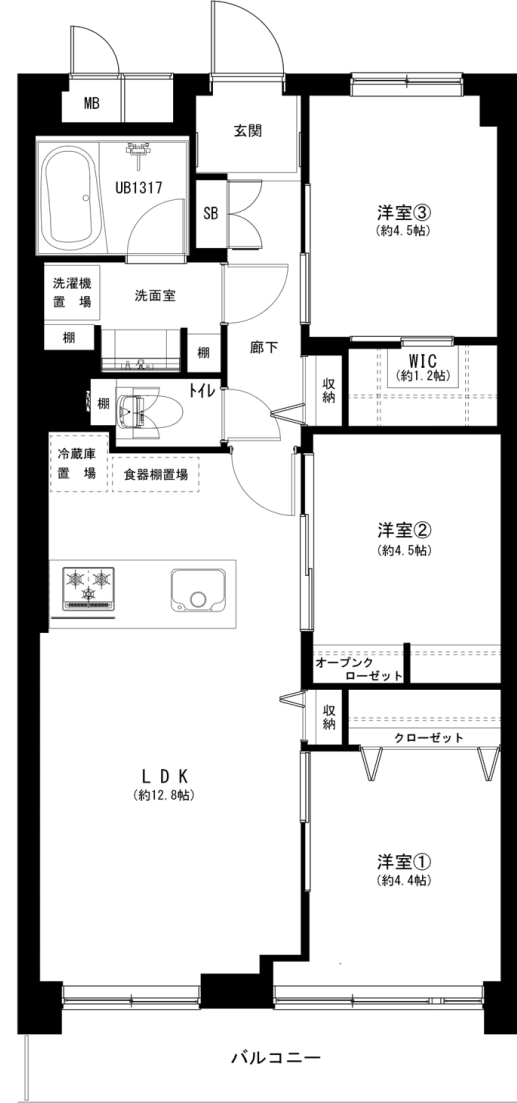 MB
玄関
UB1317
SB
洋室③
(約4.5帖)
洗濯機
置 場
洗面室
棚
棚
廊下
WIC
(約1.2帖)
収
納
トイレ
棚
冷蔵庫
置 場
食器棚置場
洋室②
(約4.5帖)
オープンク
ローゼット
収
納
クローゼット
LDK
(約12.8帖)
洋室①
(約4.4帖)
バルコニー